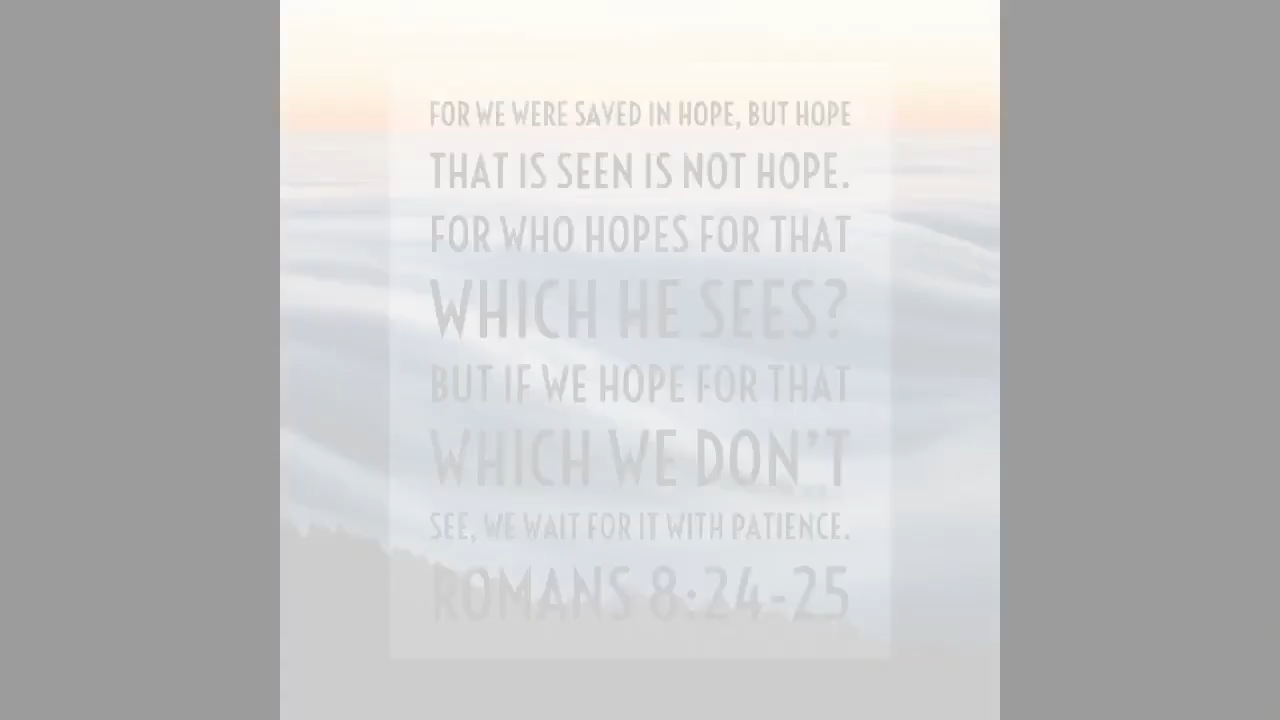 FOR WE WERE SAVED IN HOPE, BUT HOPE
THAT IS SEEN IS NOT HOPE.
FOR WHO HOPES FOR THAT
WHICH HE SEES?
BUT IF WE HOPE FOR THAT
WHICH WE DON'T
SEE, WE WAIT FOR IT WITH PATIENCE.
ROMANS 8:24-25